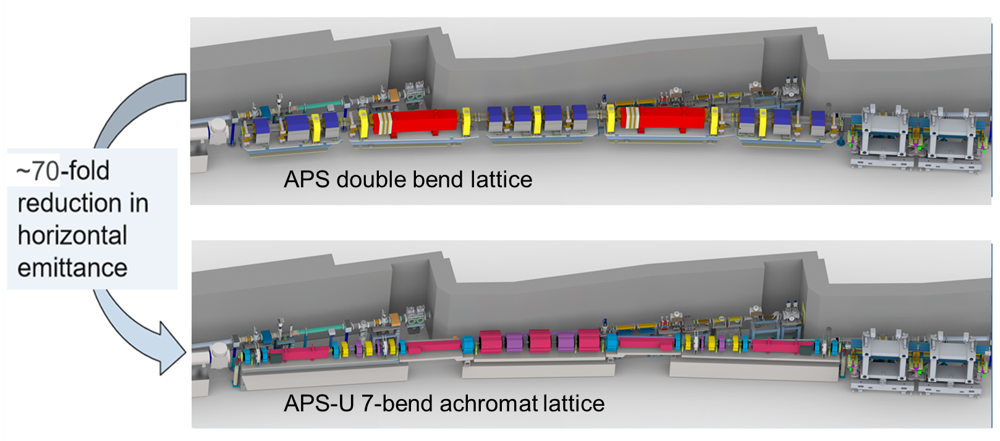 APS double bend lattice
~70-fold
reduction in
horizontal
emittance
APS-U 7-bend achromat lattice